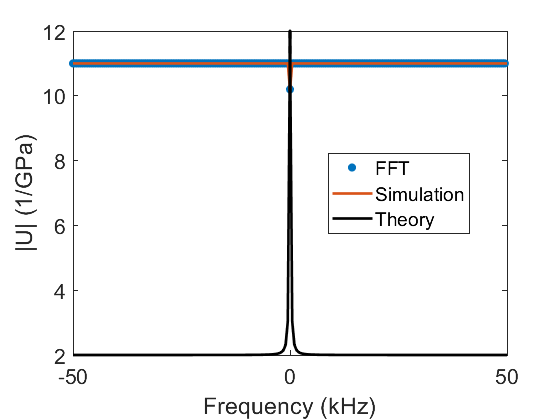 12
10
8
6
4
2
|U| (1/GPa)
FFT
Simulation
Theory
-50 0 50
Frequency (kHz)